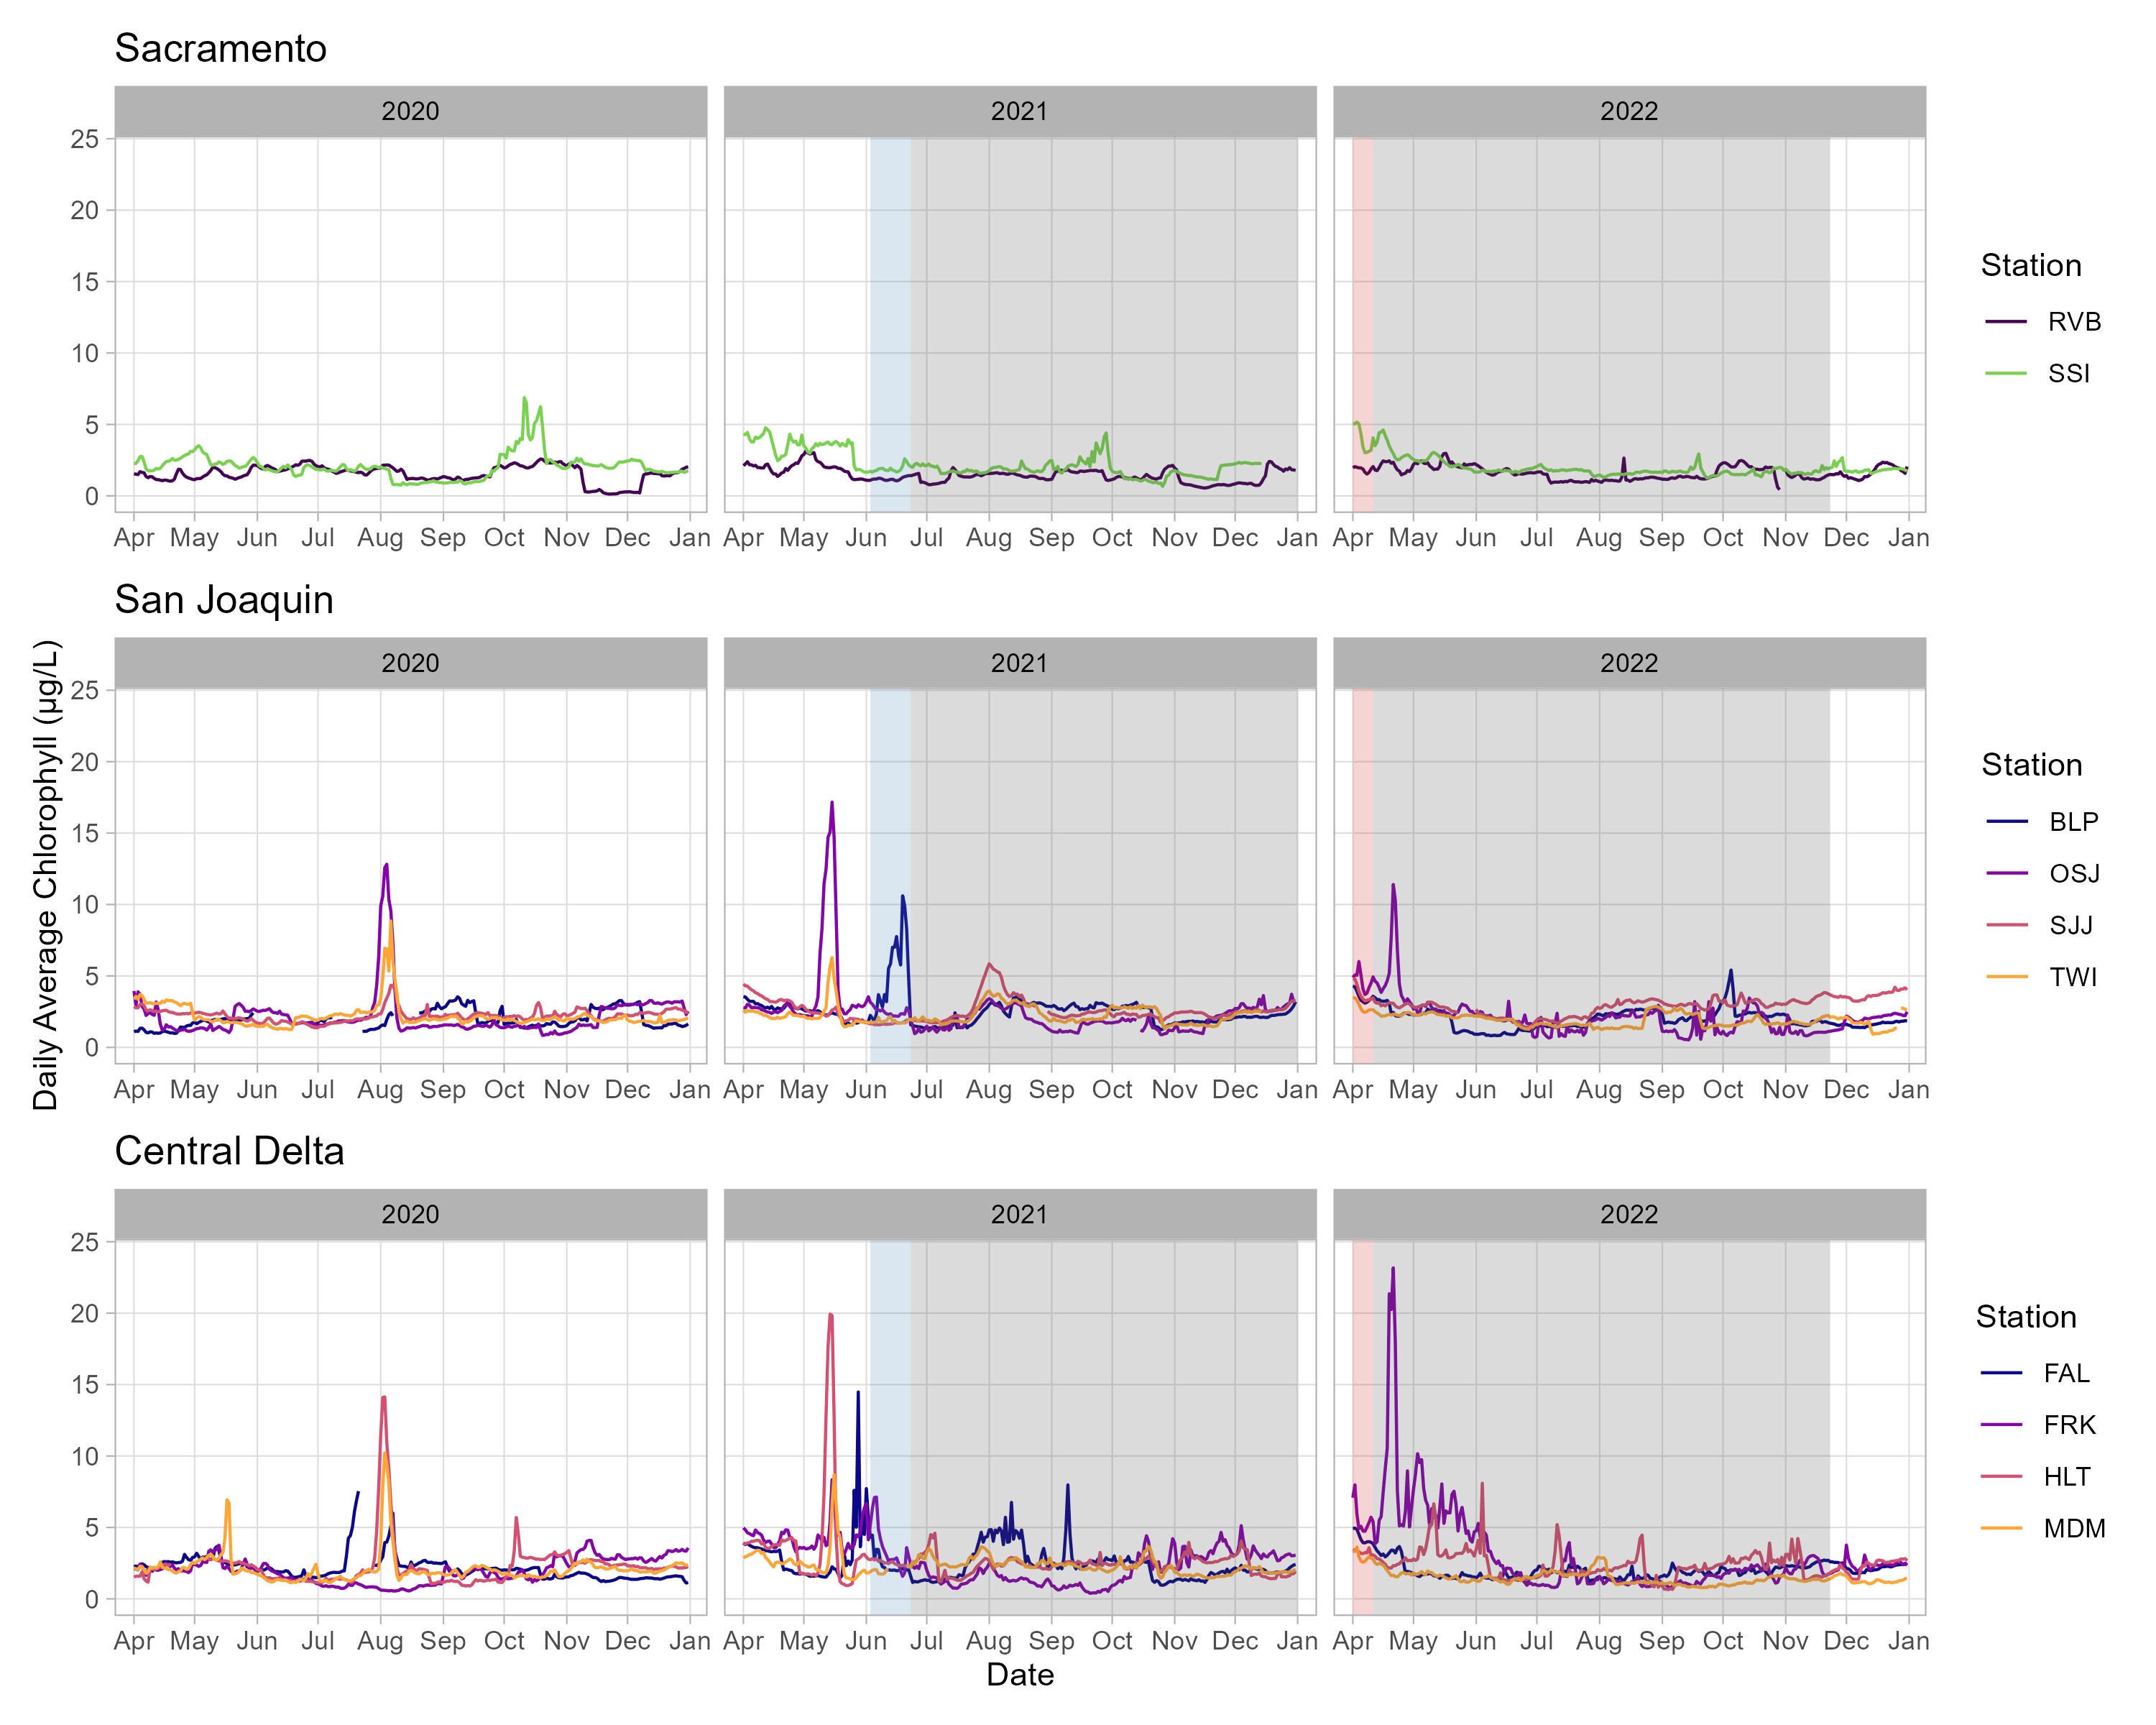 Sacramento
2020 2021 2022
25
20
15
10
5
0
Apr May Jun Jul Aug Sep Oct Nov Dec Jan Apr May Jun Jul Aug Sep Oct Nov Dec Jan Apr May Jun Jul Aug Sep Oct Nov Dec Jan
Station
RVB
SSI
San Joaquin
2020 2021 2022
25
20
15
10
5
0
Apr May Jun Jul Aug Sep Oct Nov Dec Jan Apr May Jun Jul Aug Sep Oct Nov Dec Jan Apr May Jun Jul Aug Sep Oct Nov Dec Jan
Station
BLP
OSJ
SJJ
TWI
Daily Average Chlorophyll (µg/L)
Central Delta
2020 2021 2022
25
20
15
10
5
0
Apr May Jun Jul Aug Sep Oct Nov Dec Jan Apr May Jun Jul Aug Sep Oct Nov Dec Jan Apr May Jun Jul Aug Sep Oct Nov Dec Jan
Date
Station
FAL
FRK
HLT
MDM